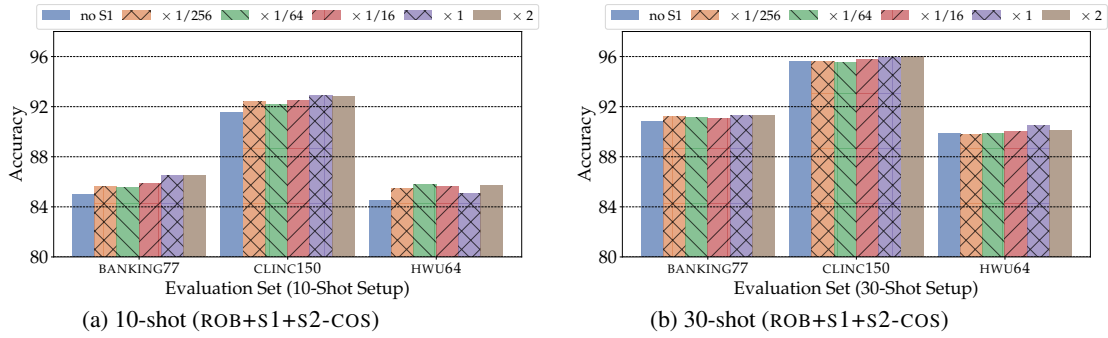 no S1 × 1/256 × 1/64 × 1/16 × 1 × 2
96
92
88
84
80
Accuracy
BANKING77 CLINC150 HWU64
Evaluation Set (10-Shot Setup)
(a) 10-shot (ROB+S1+S2-COS)
no S1 × 1/256 × 1/64 × 1/16 × 1 × 2
96
92
88
84
80
Accuracy
BANKING77 CLINC150 HWU64
Evaluation Set (30-Shot Setup)
(b) 30-shot (ROB+S1+S2-COS)